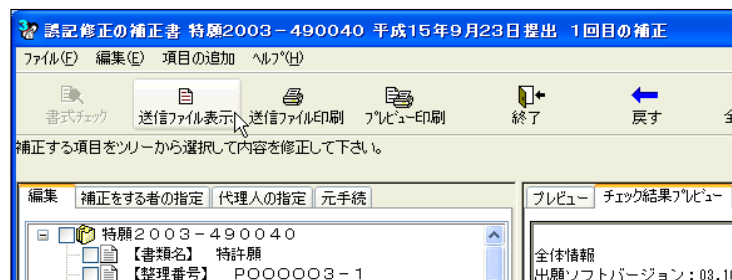 誤記修正の補正書 特願2003-490040 平成15年9月23日提出 1回目の補正
ファイル(F) 編集(E) 項目の追加 ヘルプ(H)
書式チェック 送信ファイル表示 送信ファイル印刷 プレビュー印刷 終了 戻す 全
補正する項目をツリーから選択して内容を修正して下さい。
編集 補正をする者の指定 代理人の指定 元手続 プレビュー チェック結果プレビュー
特願2003-490040
【書類名】 特許願 全体情報
【整理番号】 P000003-1 出願ソフトバージョン:03.10